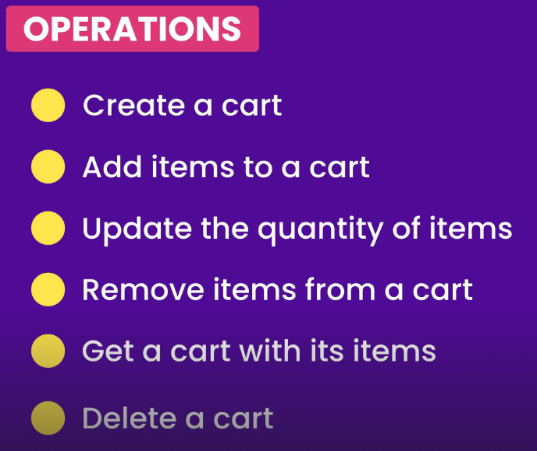 OPERATIONS
Create a cart
Add items to a cart
Update the quantity of items
Remove items from a cart
Get a cart with its items
Delete a cart